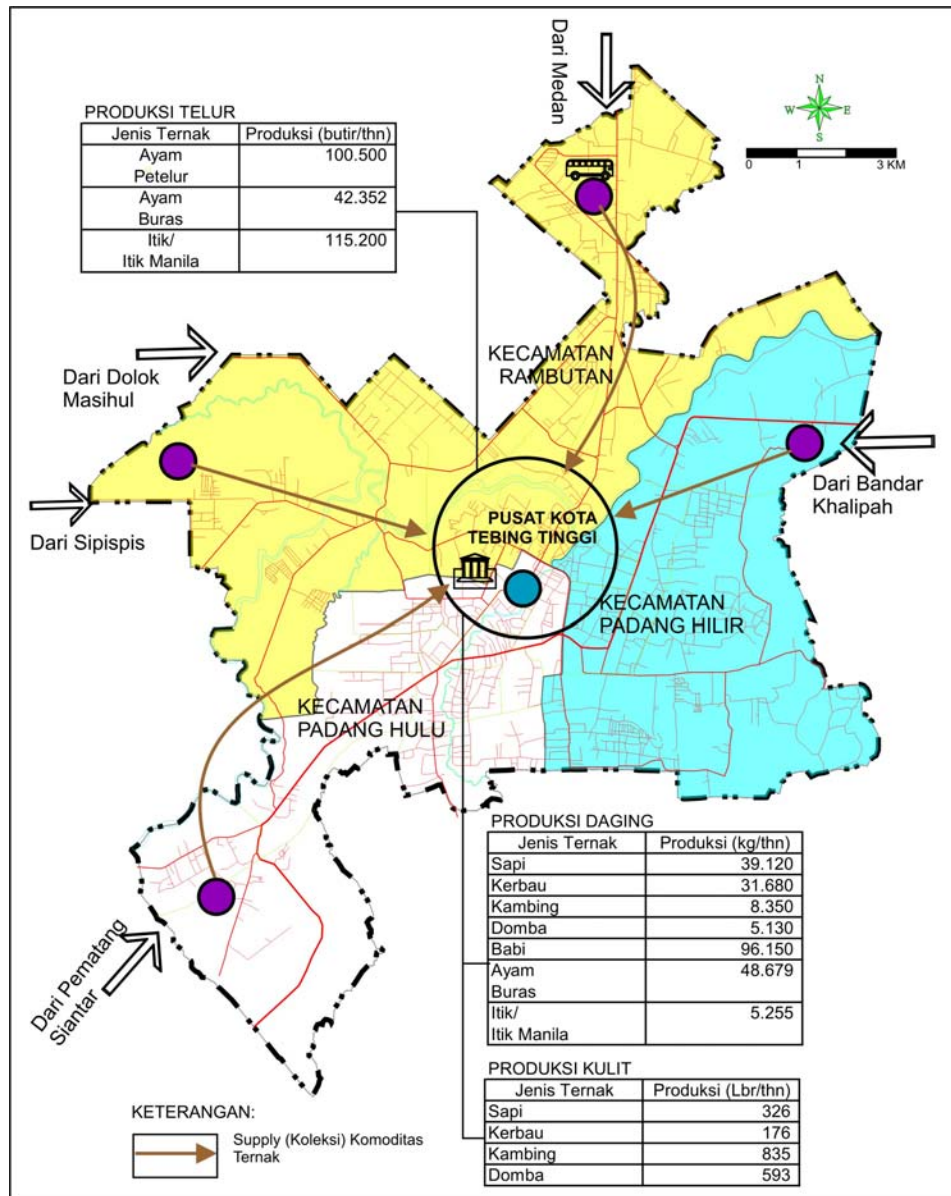 Dari Medan
N
W E
S
0 1 3 KM
PRODUKSI TELUR
Jenis Ternak Produksi (butir/thn)
Ayam 100.500
Petelur
Ayam 42.352
Buras
Itik/ 115.200
Itik Manila
KECAMATAN
RAMBUTAN
Dari Dolok
Masihul
Dari Bandar
Khalipah
Dari Sipispis
PUSAT KOTA
TEBING TINGGI
KECAMATAN
PADANG HILIR
KECAMATAN
PADANG HULU
Dari Pematang
Siantar
PRODUKSI DAGING
Jenis Ternak Produksi (kg/thn)
Sapi 39.120
Kerbau 31.680
Kambing 8.350
Domba 5.130
Babi 96.150
Ayam 48.679
Buras
Itik/ 5.255
Itik Manila
PRODUKSI KULIT
Jenis Ternak Produksi (Lbr/thn)
Sapi 326
Kerbau 176
Kambing 835
Domba 593
KETERANGAN:
Supply (Koleksi) Komoditas
Ternak